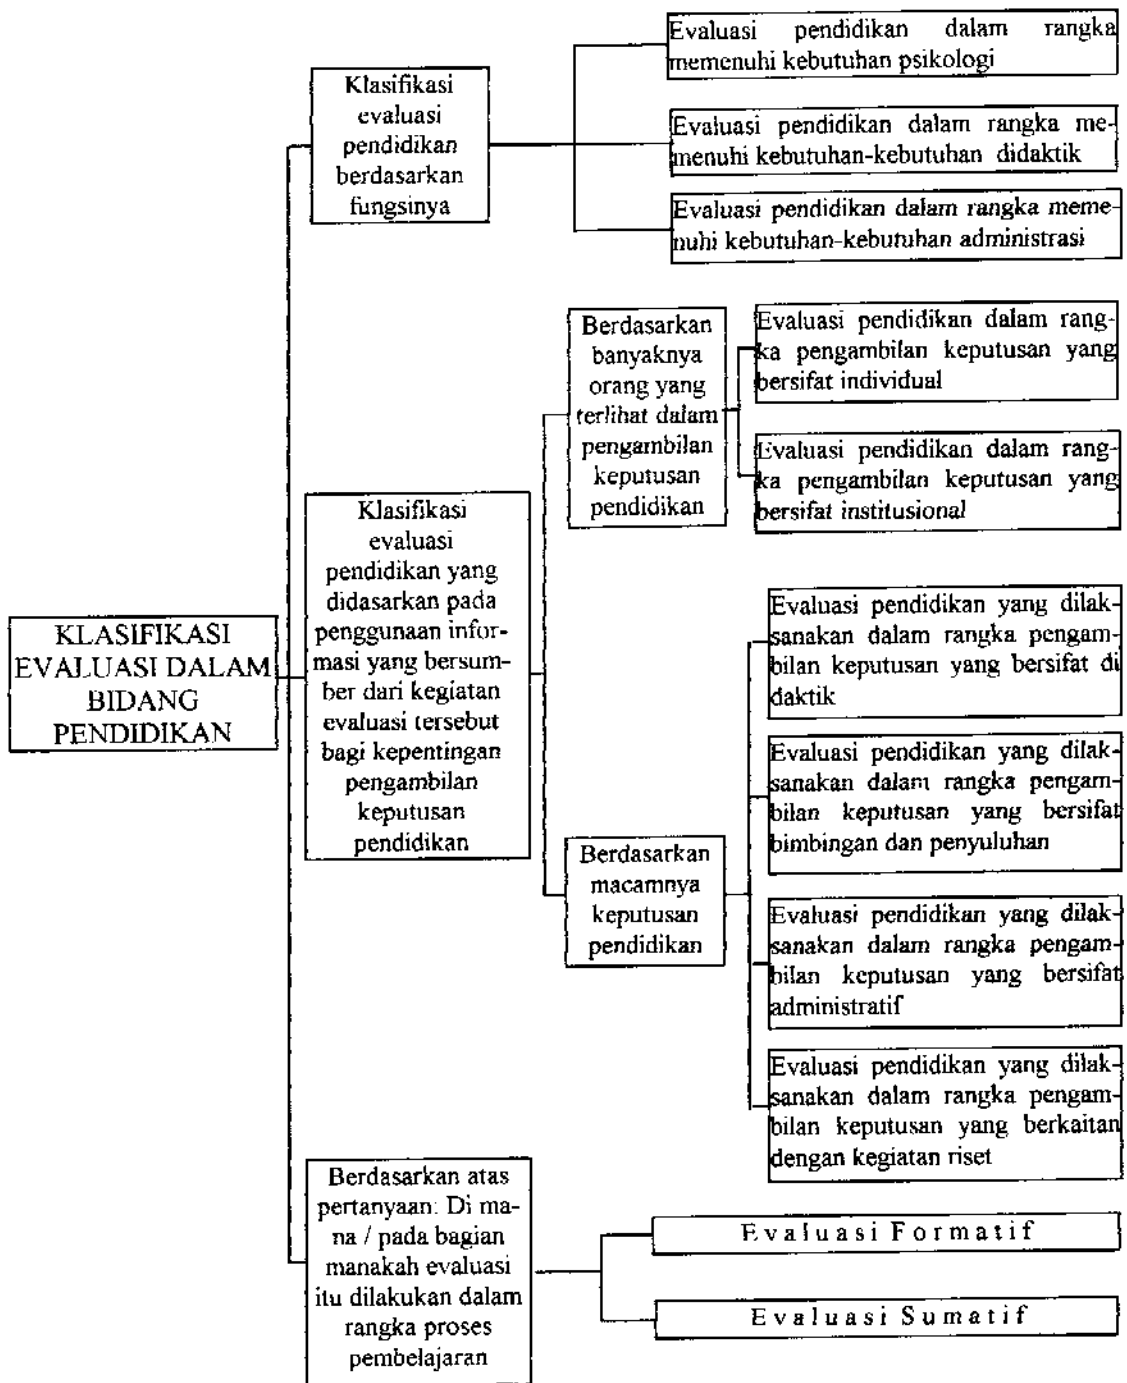 KLASIFIKASI
EVALUASI DALAM
BIDANG
PENDIDIKAN
Klasifikasi
evaluasi
pendidikan
berdasarkan
fungsinya
Evaluasi pendidikan dalam rangka
memenuhi kebutuhan psikologi
Evaluasi pendidikan dalam rangka me-
menuhi kebutuhan-kebutuhan didaktik
Evaluasi pendidikan dalam rangka meme-
nuhi kebutuhan-kebutuhan administrasi
Klasifikasi
evaluasi
pendidikan yang
didasarkan pada
penggunaan infor-
masi yang bersum-
ber dari kegiatan
evaluasi tersebut
bagi kepentingan
pengambilan
keputusan
pendidikan
Berdasarkan
banyaknya
orang yang
terlihat dalam
pengambilan
keputusan
pendidikan
Evaluasi pendidikan dalam rang-
ka pengambilan keputusan yang
bersifat individual
Evaluasi pendidikan dalam rang-
ka pengambilan keputusan yang
bersifat institusional
Berdasarkan
macamnya
keputusan
pendidikan
Evaluasi pendidikan yang dilak-
sanakan dalam rangka pengam-
bilan keputusan yang bersifat di
daktik
Evaluasi pendidikan yang dilak-
sanakan dalam rangka pengam-
bilan keputusan yang bersifat
bimbingan dan penyuluhan
Evaluasi pendidikan yang dilak-
sanakan dalam rangka pengam-
bilan keputusan yang bersifat
administratif
Evaluasi pendidikan yang dilak-
sanakan dalam rangka pengam-
bilan keputusan yang berkaitan
dengan kegiatan riset
Berdasarkan atas
pertanyaan: Di ma-
na / pada bagian
manakah evaluasi
itu dilakukan dalam
rangka proses
pembelajaran
Evaluasi Formatif
Evaluasi Sumatif